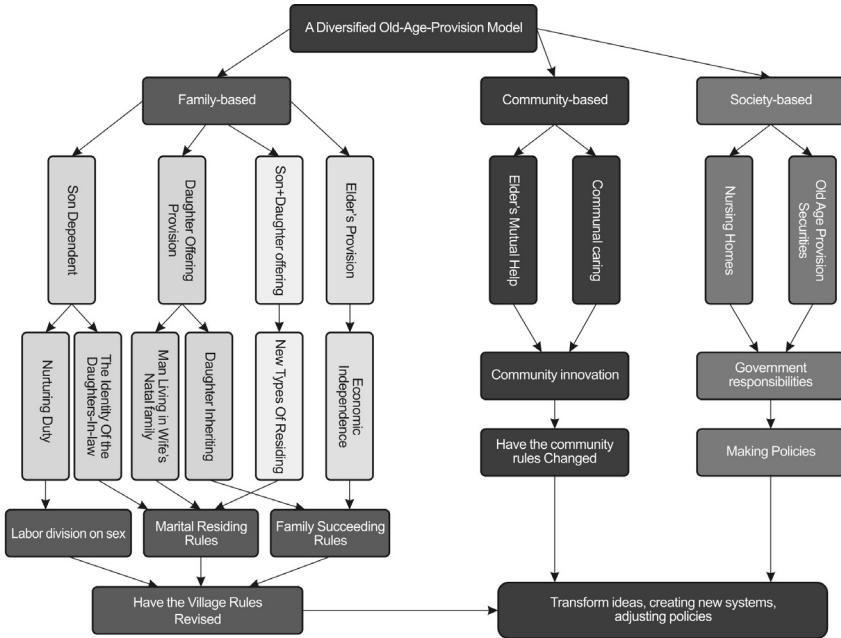 A Diversified Old-Age-Provision Model
Family-based
Community-based
Society-based
Son Dependent
Daughter Offering
Provision
Son+Daughter offering
Elder's Provision
Elder's Mutual Help
Communal caring
Nursing Homes
Old Age Provision
Securities
Nurturing Duty
The Identity Of the
Daughters-In-law
Man Living in Wife's
Natal family
Daughter Inheriting
New Types Of Residing
Economic
Independence
Community innovation
Government
responsibilities
Have the community
rules Changed
Making Policies
Labor division on sex
Marital Residing
Rules
Family Succeeding
Rules
Have the Village Rules
Revised
Transform ideas, creating new systems,
adjusting policies